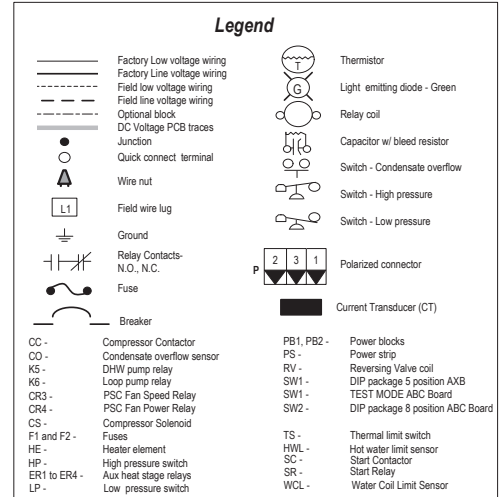 Legend
Factory Low voltage wiring
Factory Line voltage wiring
Field low voltage wiring
Field line voltage wiring
Optional block
DC Voltage PCB traces
Junction
Quick connect terminal
Wire nut
L1
Field wire lug
Ground
Relay Contacts-
N.O., N.C.
Fuse
Breaker
T
Thermistor
G
Light emitting diode - Green
Relay coil
Capacitor w/ bleed resistor
Switch - Condensate overflow
Switch - High pressure
Switch - Low pressure
P
2 3 1
Polarized connector
Current Transducer (CT)
CC - Compressor Contactor
CO - Condensate overflow sensor
K5 - DHW pump relay
K6 - Loop pump relay
CR3 - PSC Fan Speed Relay
CR4 - PSC Fan Power Relay
CS - Compressor Solenoid
F1 and F2 - Fuses
HE - Heater element
HP - High pressure switch
ER1 to ER4 - Aux heat stage relays
LP - Low pressure switch
PB1, PB2 - Power blocks
PS - Power strip
RV - Reversing Valve coil
SW1 - DIP package 5 position AXB
SW1 - TEST MODE ABC Board
SW2 - DIP package 8 position ABC Board
TS - Thermal limit switch
HWL - Hot water limit sensor
SC - Start Contactor
SR - Start Relay
WCL - Water Coil Limit Sensor